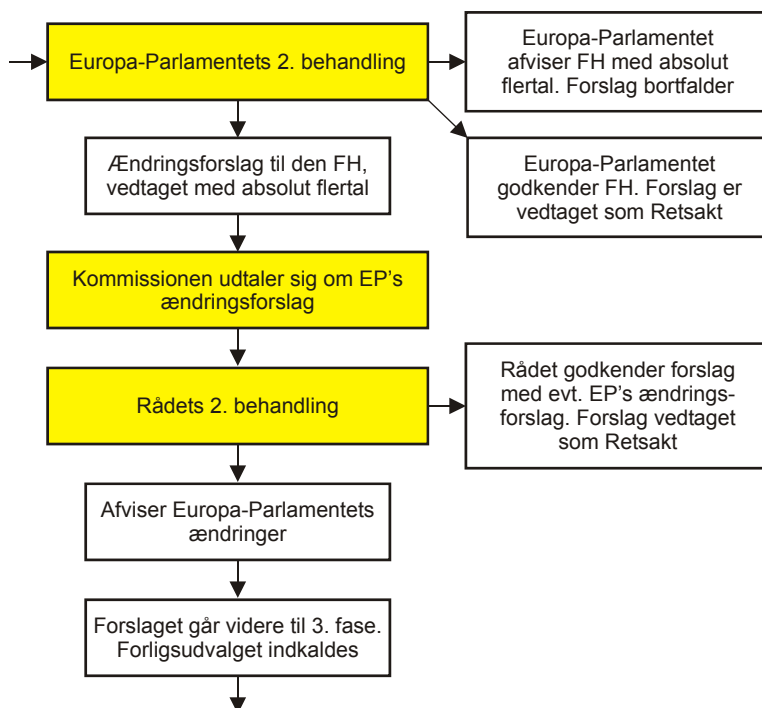 Europa-Parlamentets 2. behandling
Europa-Parlamentet
afviser FH med absolut
flertal. Forslag bortfalder
Ændringsforslag til den FH,
vedtaget med absolut flertal
Europa-Parlamentet
godkender FH. Forslag er
vedtaget som Retsakt
Kommissionen udtaler sig om EP's
ændringsforslag
Rådets 2. behandling
Rådet godkender forslag
med evt. EP's ændrings-
forslag. Forslag vedtaget
som Retsakt
Afviser Europa-Parlamentets
ændringer
Forslaget går videre til 3. fase.
Forligsudvalget indkaldes